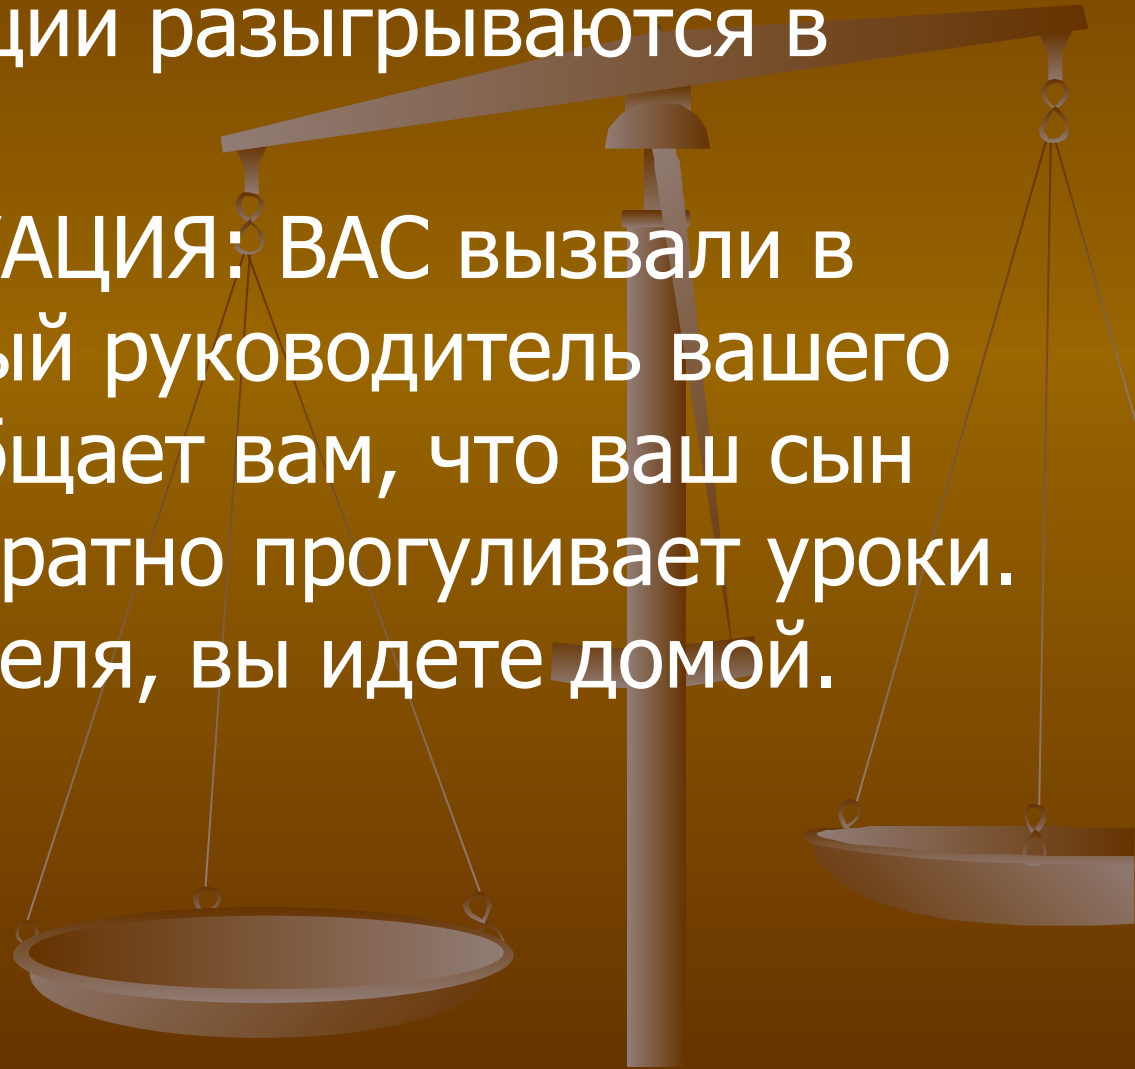 ции разыгрываются в
АЦИЯ: ВАС вызвали в
ый руководитель вашего
бщает вам, что ваш сын
ратно прогуливает уроки.
еля, вы идете домой.